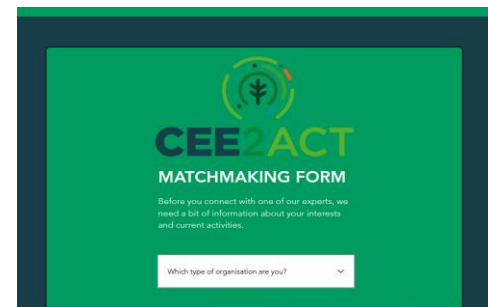 CEE2ACT
MATCHMAKING FORM
Before you connect with one of our experts, we
need a bit of information about your interests
and current activities.
Which type of organisation are you?